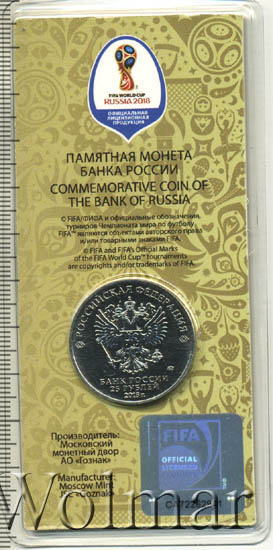 FIFA WORLD CUP
RUSSIA 2018
ОФИЦИАЛЬНАЯ
ЛИЦЕНЗИОННАЯ
ПРОДУКЦИЯ
ПАМЯТНАЯ МОНЕТА
БАНКА РОССИИ
COMMEMORATIVE COIN OF
THE BANK OF RUSSIA
© FIFA/ФИФА и официальные обозначения
турниров Чемпионата мира по футболу
FIFA™ являются объектами авторского права
и/или товарными знаками FIFA.
© FIFA and FIFA's Official Marks
of the FIFA World Cup™ tournaments
are copyrights and/or trademarks of FIFA.
РОССИЙСКАЯ ФЕДЕРАЦИЯ
БАНК РОССИИ
25 РУБЛЕЙ
2018 г.
Производитель:
Московский
монетный двор
АО «Гознак»
Manufacturer:
Moscow Mint
JSC «Goznak»
FIFA
OFFICIAL
LICENSED
Wolmar